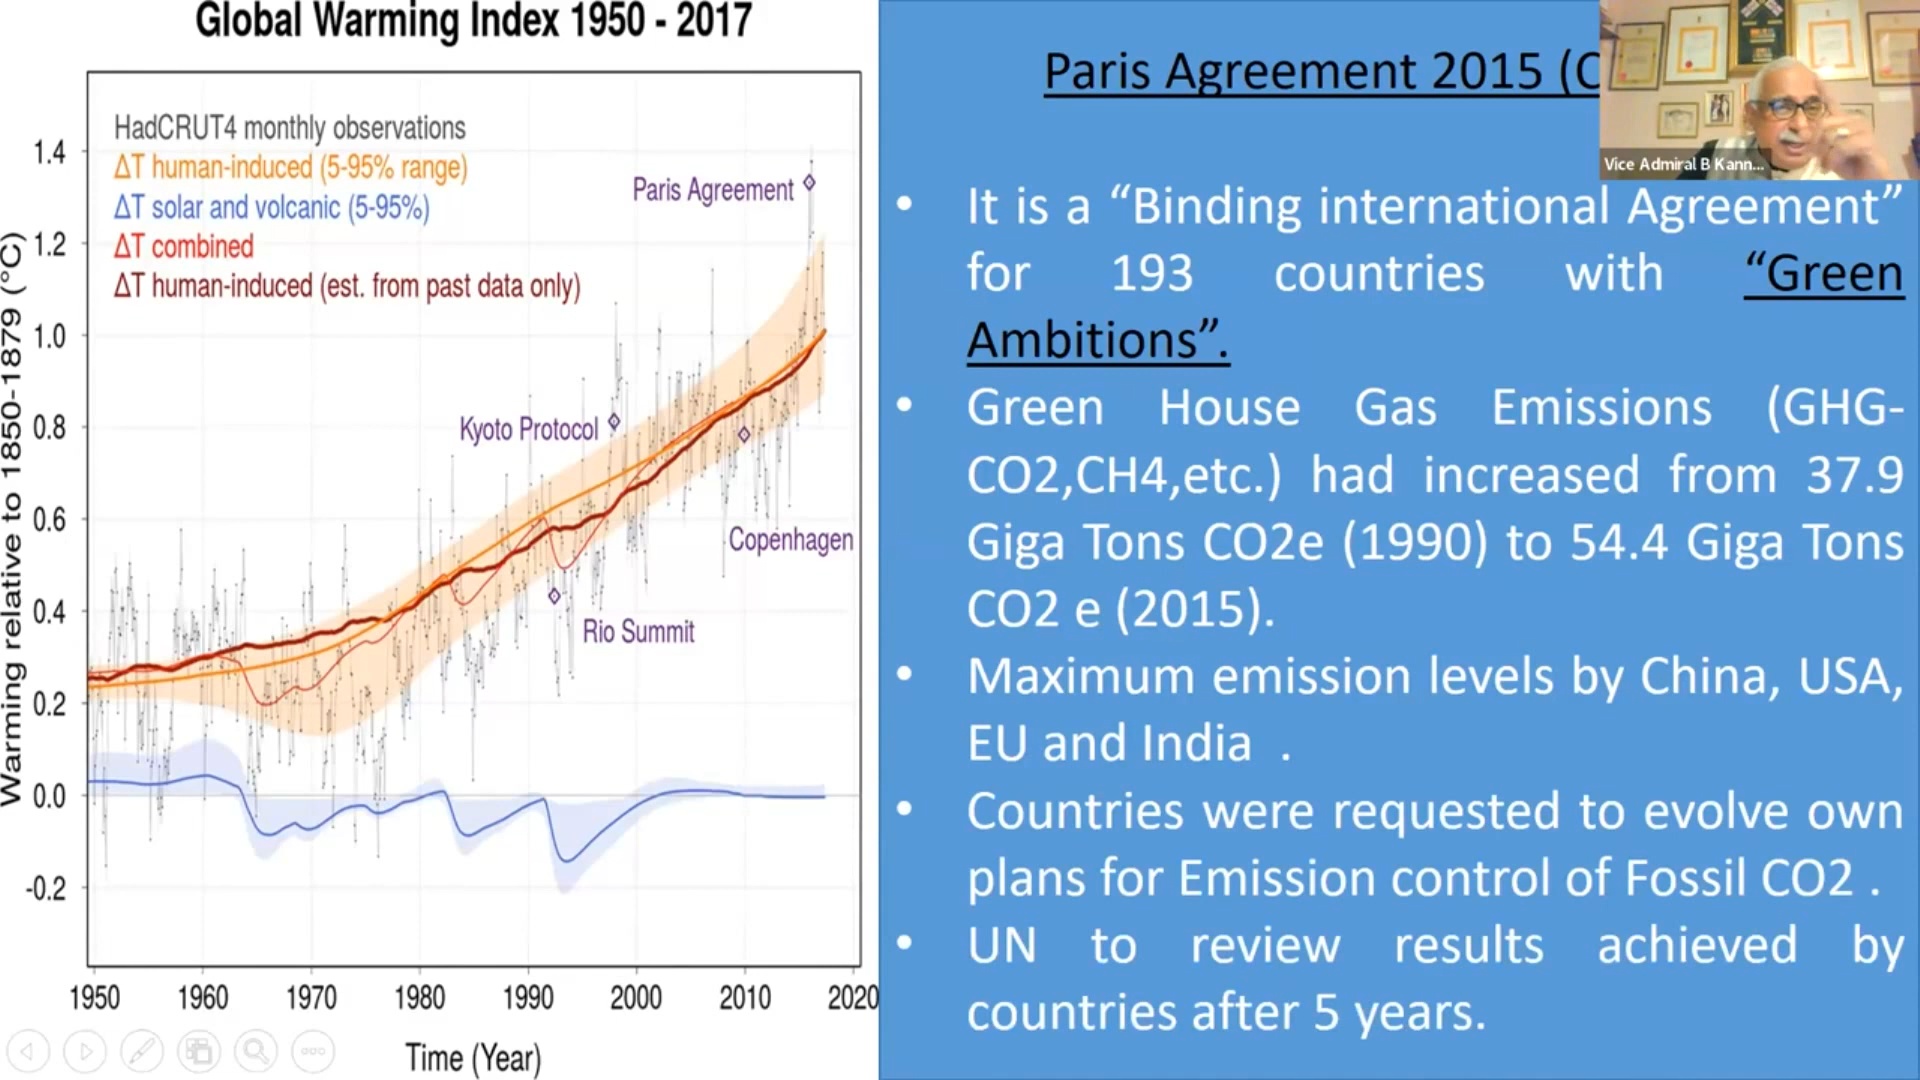 Global Warming Index 1950 - 2017
HadCRUT4 monthly observations
ΔT human-induced (5-95% range)
ΔT solar and volcanic (5-95%)
ΔT combined
ΔT human-induced (est. from past data only)
Paris Agreement
Kyoto Protocol
Copenhagen
Rio Summit
Warming relative to 1850-1879 (°C)
1.4
1.2
1.0
0.8
0.6
0.4
0.2
0.0
-0.2
1950 1960 1970 1980 1990 2000 2010 2020
Time (Year)
Paris Agreement 2015 (C
Vice Admiral B Kann...
• It is a “Binding international Agreement”
for 193 countries with “Green
Ambitions”.
• Green House Gas Emissions (GHG-
CO2,CH4,etc.) had increased from 37.9
Giga Tons CO2e (1990) to 54.4 Giga Tons
CO2 e (2015).
• Maximum emission levels by China, USA,
EU and India .
• Countries were requested to evolve own
plans for Emission control of Fossil CO2 .
• UN to review results achieved by
countries after 5 years.